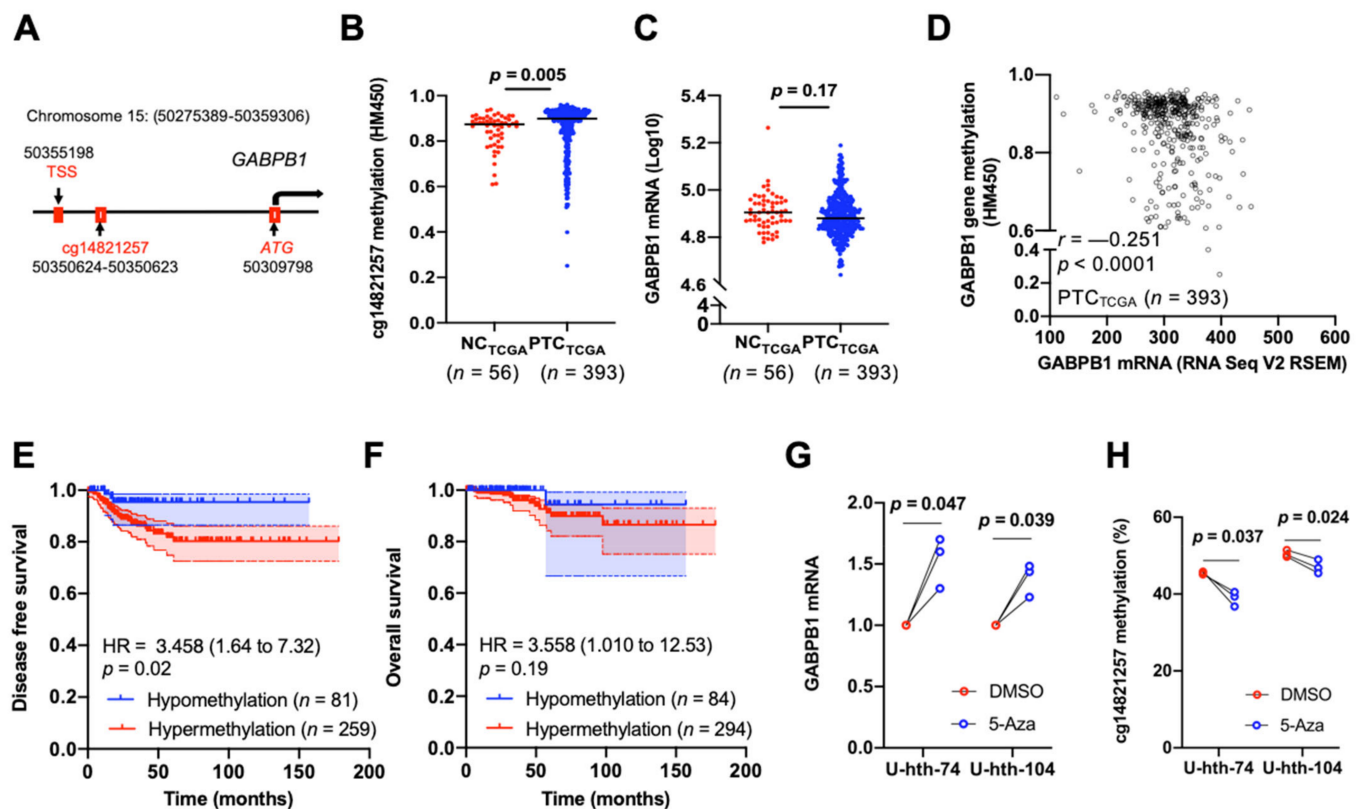 A
Chromosome 15: (50275389-50359306)
50355198
TSS
GABPB1
cg14821257
50350624-50350623
ATG
50309798
B
p = 0.005
cg14821257 methylation (HM450)
1.0
0.8
0.6
0.4
0.2
0.0
NCTCGA PTCTCGA
(n = 56) (n = 393)
C
p = 0.17
GABPB1 mRNA (Log10)
5.4
5.2
5.0
4.8
4.6
4
0
NCTCGA PTCTCGA
(n = 56) (n = 393)
D
GABPB1 gene methylation
(HM450)
1.0
0.8
0.6
0.4
0.2
0.0
r = —0.251
p < 0.0001
PTCTCGA (n = 393)
100 200 300 400 500 600
GABPB1 mRNA (RNA Seq V2 RSEM)
E
Disease free survival
1.0
0.8
0.6
0.4
0.2
0.0
HR = 3.458 (1.64 to 7.32)
p = 0.02
Hypomethylation (n = 81)
Hypermethylation (n = 259)
0 50 100 150 200
Time (months)
F
Overall survival
1.0
0.8
0.6
0.4
0.2
0.0
HR = 3.558 (1.010 to 12.53)
p = 0.19
Hypomethylation (n = 84)
Hypermethylation (n = 294)
0 50 100 150 200
Time (months)
G
GABPB1 mRNA
2.0
1.5
1.0
0.5
0.0
p = 0.047
p = 0.039
DMSO
5-Aza
U-hth-74 U-hth-104
H
cg14821257 methylation (%)
60
40
20
0
p = 0.037
p = 0.024
DMSO
5-Aza
U-hth-74 U-hth-104